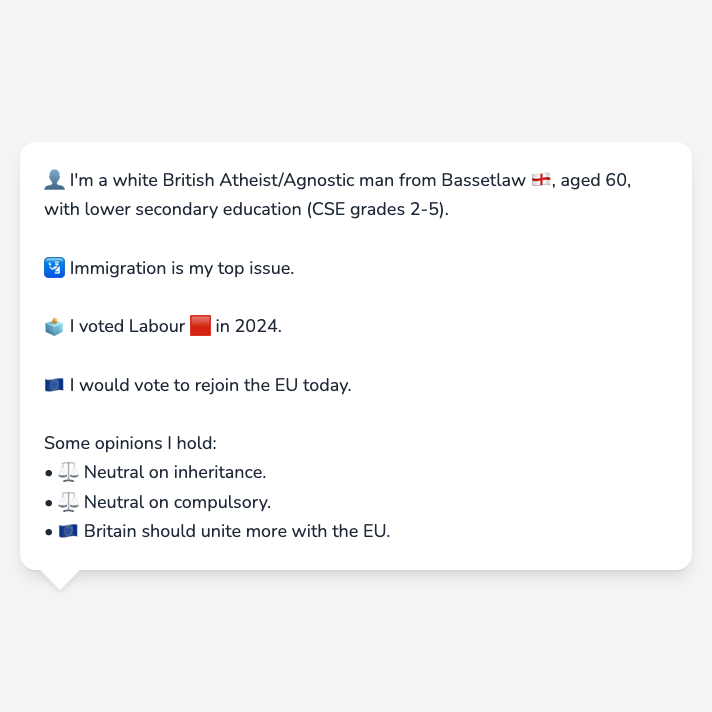 👤 I'm a white British Atheist/Agnostic man from Bassetlaw 🏴󠁧󠁢󠁥󠁮󠁧󠁿, aged 60,
with lower secondary education (CSE grades 2-5).
🛂 Immigration is my top issue.
🗳️ I voted Labour 🟥 in 2024.
🇪🇺 I would vote to rejoin the EU today.
Some opinions I hold:
• ⚖️ Neutral on inheritance.
• ⚖️ Neutral on compulsory.
• 🇪🇺 Britain should unite more with the EU.